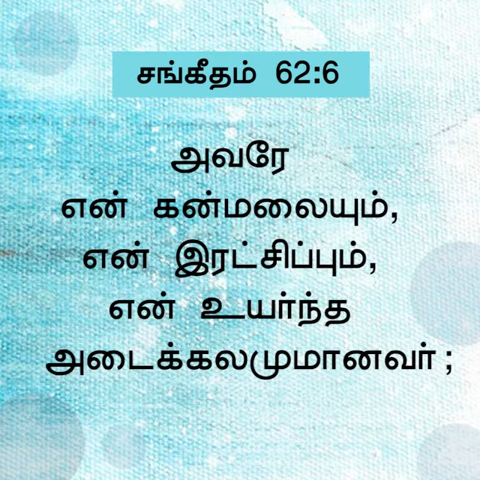 சங்கீதம் 62:6
அவரே
என் கன்மலையும்,
என் இரட்சிப்பும்,
என் உயர்ந்த
அடைக்கலமுமானவர்;